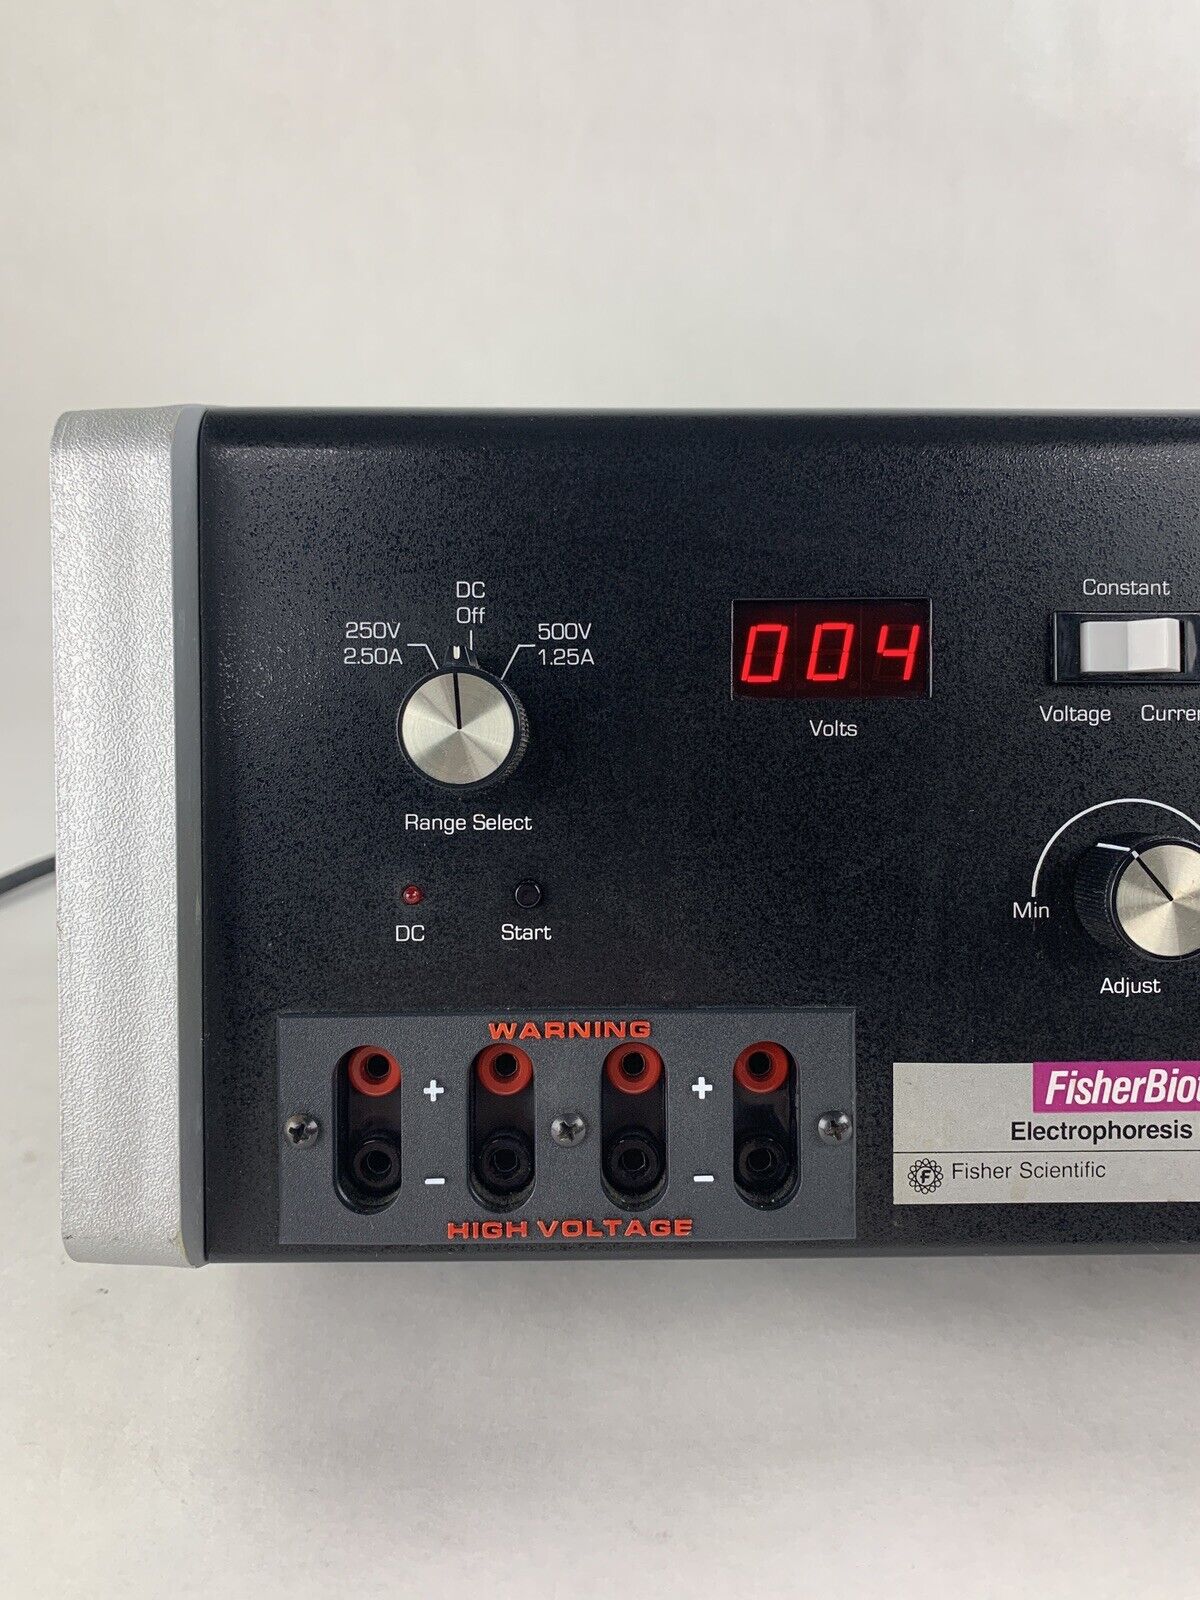 DC
Off
250V
2.50A
500V
1.25A
Range Select
DC
Start
004
Volts
Constant
Voltage
Min
Adjust
WARNING
+ +
- -
HIGH VOLTAGE
Electrophoresis
F Fisher Scientific